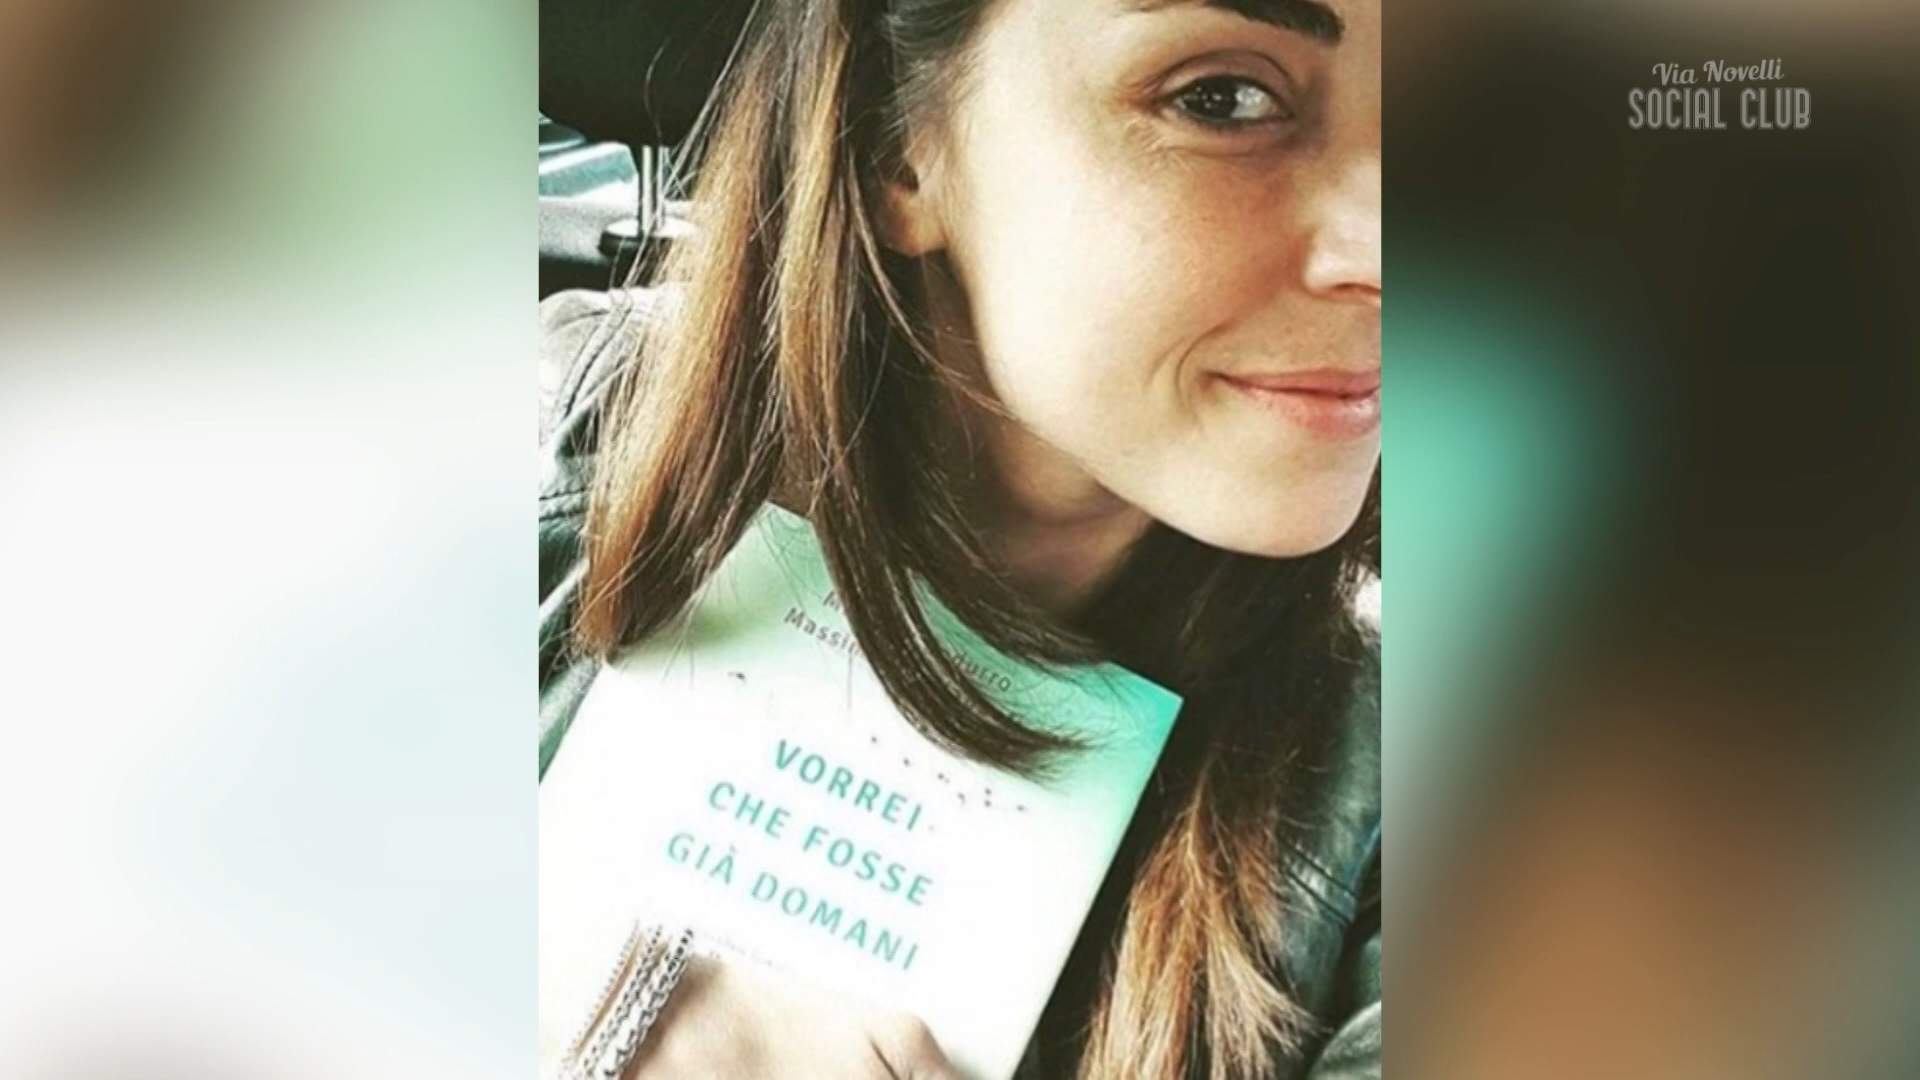 Via Novelli
SOCIAL CLUB
VORREI
CHE FOSSE
GIÀ DOMANI